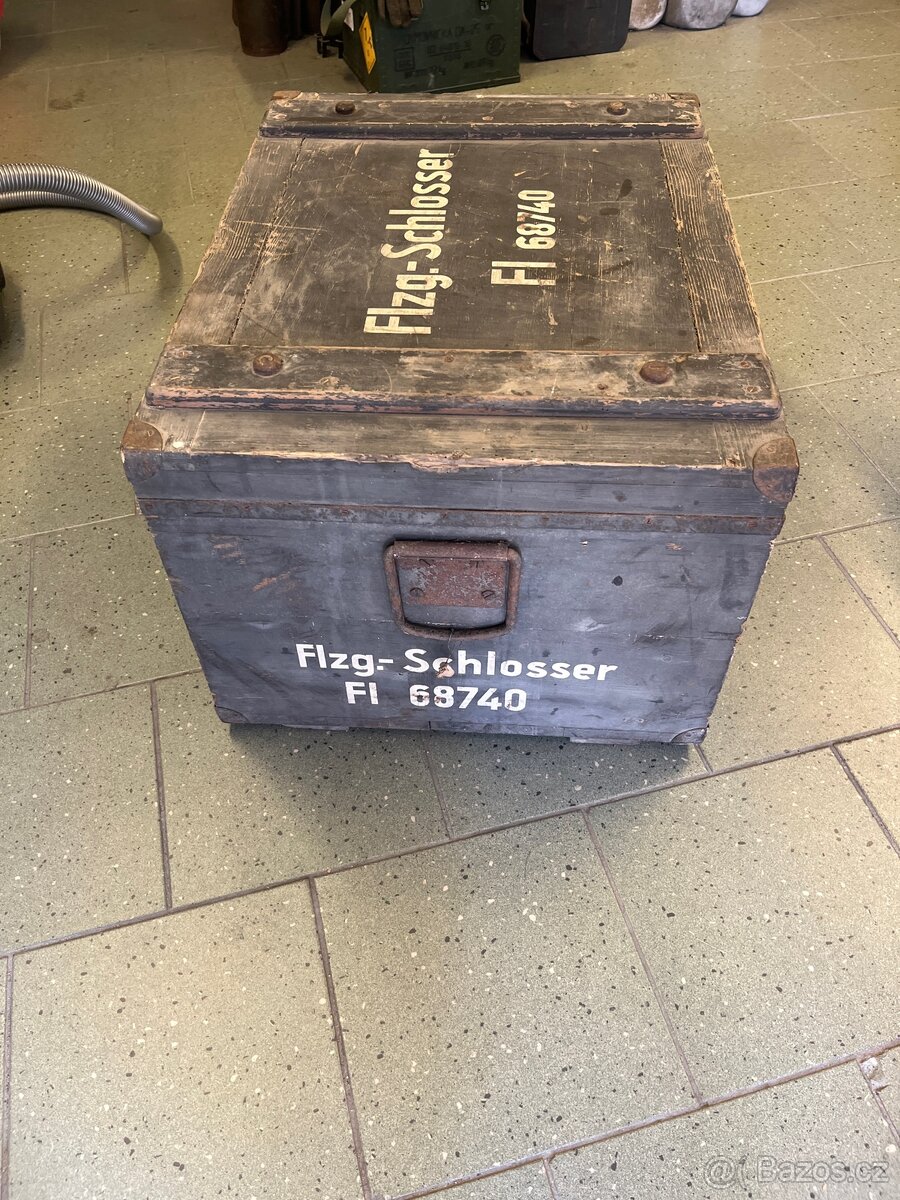 Flzg.-Schlosser
Fl 68740
Flzg.- Schlosser
Fl 68740
@ Bazos.cz